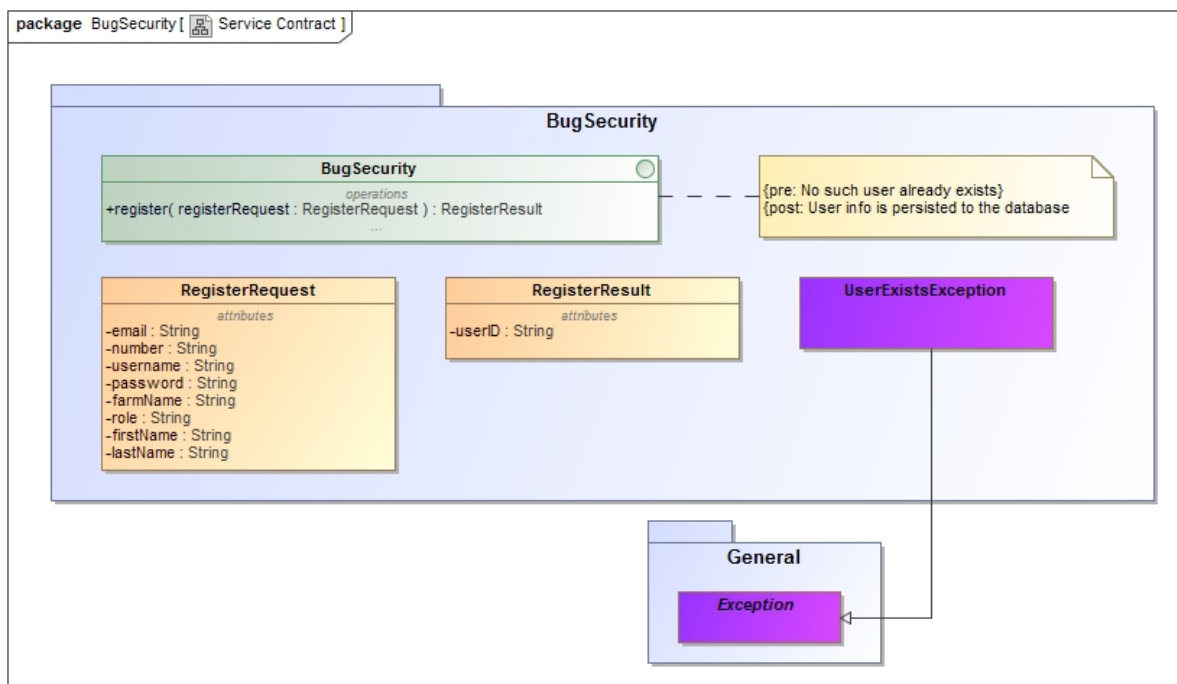 package BugSecurity [ Service Contract ]
BugSecurity
BugSecurity
operations
+register( registerRequest : RegisterRequest ) : RegisterResult
...
{pre: No such user already exists}
{post: User info is persisted to the database
RegisterRequest
attributes
-email : String
-number : String
-username : String
-password : String
-farmName : String
-role : String
-firstName : String
-lastName : String
RegisterResult
attributes
-userID : String
UserExistsException
General
Exception